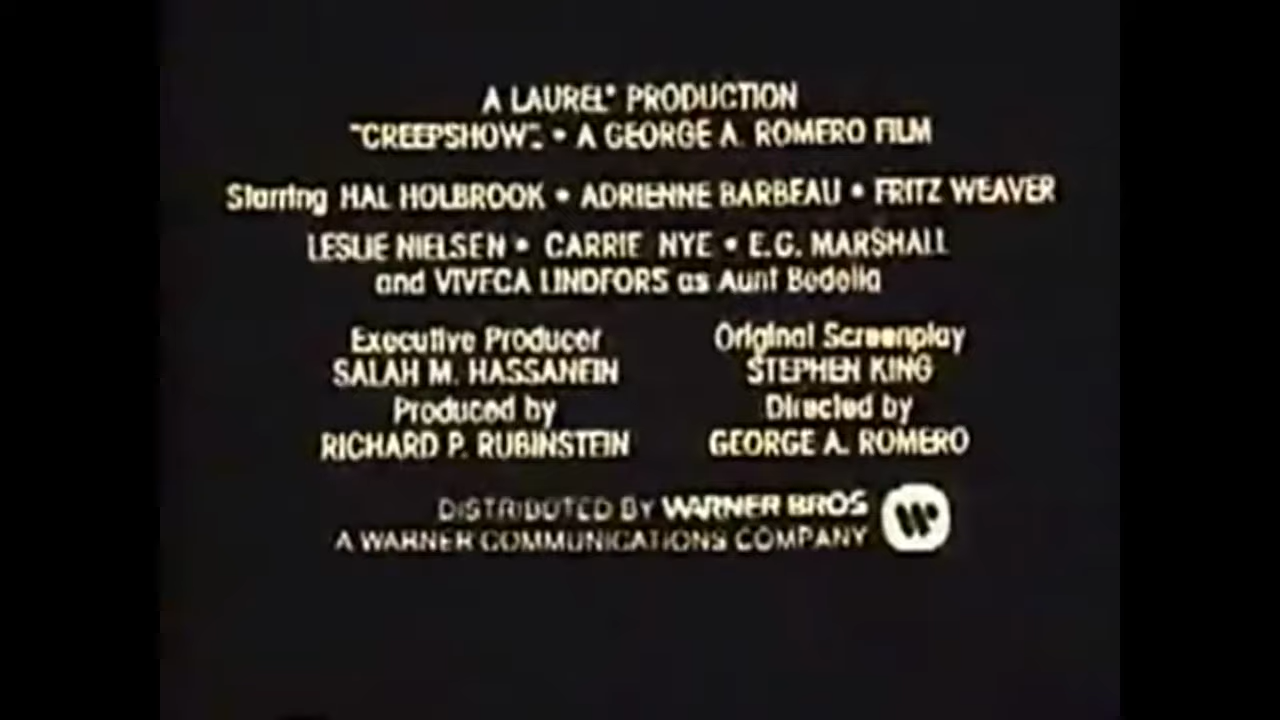 A LAUREL® PRODUCTION
"CREEPSHOW" • A GEORGE A. ROMERO FILM
Starring HAL HOLBROOK • ADRIENNE BARBEAU • FRITZ WEAVER
LESLIE NIELSEN • CARRIE NYE • E.G. MARSHALL
and VIVECA LINDFORS as Aunt Bedelia
Executive Producer
SALAH M. HASSANEIN
Produced by
RICHARD P. RUBINSTEIN
Original Screenplay
STEPHEN KING
Directed by
GEORGE A. ROMERO
DISTRIBUTED BY WARNER BROS
A WARNER COMMUNICATIONS COMPANY